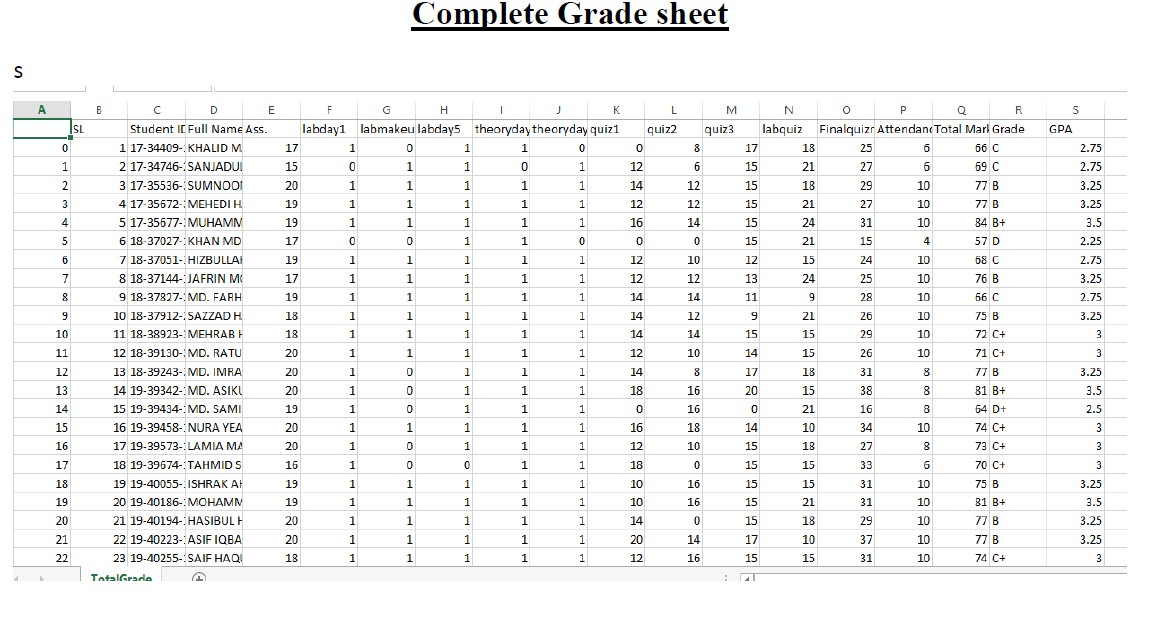 Complete Grade sheet
S
A B C D E F G H I J K L M N O P Q R S
SL Student ID Full Name Ass. labday1 labmakeu labday5 theoryday theoryday quiz1 quiz2 quiz3 labquiz Finalquizr Attendanc Total Mark Grade GPA
0 1 17-34409- KHALID M 17 1 0 1 1 0 0 8 17 18 25 6 66 C 2.75
1 2 17-34746- SANJADUL 15 0 1 1 0 1 12 6 15 21 27 6 69 C 2.75
2 3 17-35536- SUMNOO 20 1 1 1 1 1 14 12 15 18 29 10 77 B 3.25
3 4 17-35672- MEHEDI H 19 1 1 1 1 1 12 12 15 21 27 10 77 B 3.25
4 5 17-35677- MUHAMM 19 1 1 1 1 1 16 14 15 24 31 10 84 B+ 3.5
5 6 18-37027- KHAN MD 17 0 0 1 1 0 0 0 15 21 15 4 57 D 2.25
6 7 18-37051- HIZBULLAH 19 1 1 1 1 1 12 10 12 15 24 10 68 C 2.75
7 8 18-37144- JAFRIN MO 17 1 1 1 1 1 12 12 13 24 25 10 76 B 3.25
8 9 18-37827- MD. FARH 19 1 1 1 1 1 14 14 11 9 28 10 66 C 2.75
9 10 18-37912- SAZZAD H 18 1 1 1 1 1 14 12 9 21 26 10 75 B 3.25
10 11 18-38923- MEHRAB H 18 1 1 1 1 1 14 14 15 15 29 10 72 C+ 3
11 12 18-39130- MD. RATU 20 1 1 1 1 1 12 10 14 15 26 10 71 C+ 3
12 13 18-39243- MD. IMRA 20 1 0 1 1 1 14 8 17 18 31 8 77 B 3.25
13 14 19-39342- MD. ASIKU 20 1 0 1 1 1 18 16 20 15 38 8 81 B+ 3.5
14 15 19-39434- MD. SAMI 19 1 0 1 1 1 0 16 0 21 16 8 64 D+ 2.5
15 16 19-39458- NURA YEA 20 1 1 1 1 1 16 18 14 10 34 10 74 C+ 3
16 17 19-39573- LAMIA MA 20 1 0 1 1 1 12 10 15 18 27 8 73 C+ 3
17 18 19-39674- TAHMID S 16 1 0 0 1 1 18 0 15 15 33 6 70 C+ 3
18 19 19-40055- ISHRAK AH 19 1 1 1 1 1 10 16 15 15 31 10 75 B 3.25
19 20 19-40186- MOHAMM 19 1 1 1 1 1 10 16 15 21 31 10 81 B+ 3.5
20 21 19-40194- HASIBUL H 20 1 1 1 1 1 14 0 15 18 29 10 77 B 3.25
21 22 19-40223- ASIF IQBA 20 1 1 1 1 1 20 14 17 10 37 10 77 B 3.25
22 23 19-40255- SAIF HAQU 18 1 1 1 1 1 12 16 15 15 31 10 74 C+ 3
TotalGrade